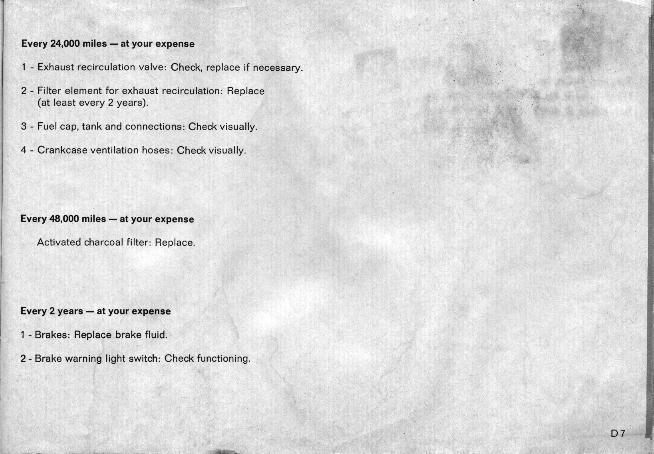 Every 24,000 miles — at your expense
1 - Exhaust recirculation valve: Check, replace if necessary.
2 - Filter element for exhaust recirculation: Replace
(at least every 2 years).
3 - Fuel cap, tank and connections: Check visually.
4 - Crankcase ventilation hoses: Check visually.
Every 48,000 miles — at your expense
Activated charcoal filter: Replace.
Every 2 years — at your expense
1 - Brakes: Replace brake fluid.
2 - Brake warning light switch: Check functioning.
D 7